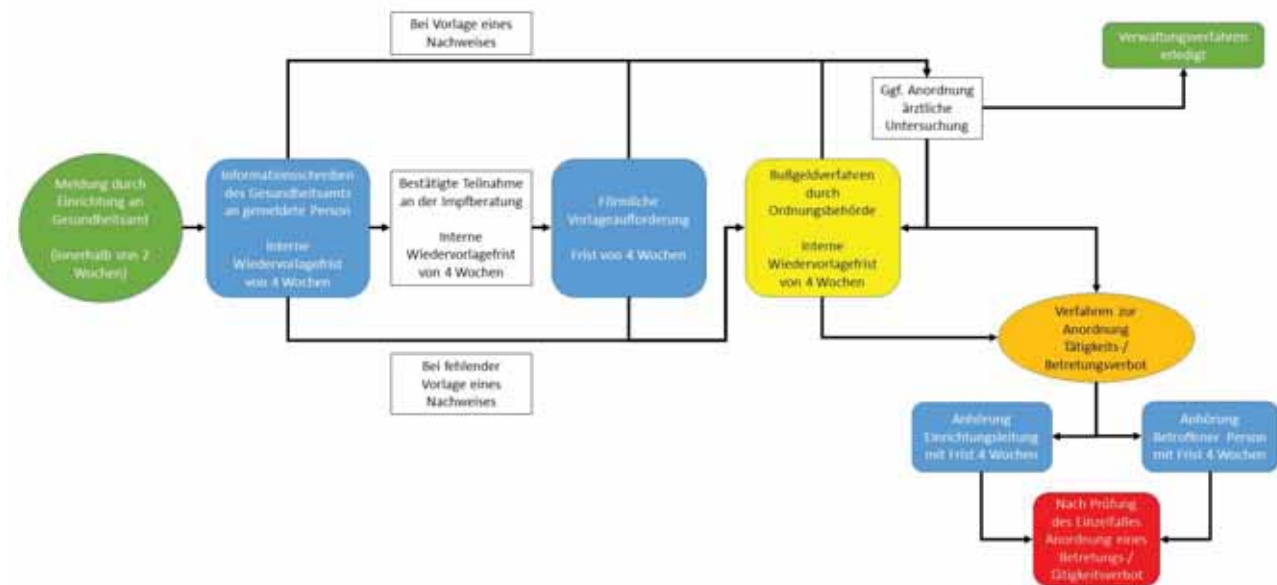 Bei Vorlage eines
Nachweises
Verwaltungsverfahren
erledigt
Ggf. Anordnung
ärztliche
Untersuchung
Meldung durch
Einrichtung an
Gesundheitsamt
(innerhalb von 2
Wochen)
Informationsschreiben
des Gesundheitsamts
an gemeldete Person
Interne
Wiedervorlagefrist
von 4 Wochen
Bestätigte Teilnahme
an der Impfberatung
Interne
Wiedervorlagefrist
von 4 Wochen
Förmliche
Vorlageaufforderung
Frist von 4 Wochen
Bußgeldverfahren
durch
Ordnungsbehörde
Interne
Wiedervorlagefrist
von 4 Wochen
Bei fehlender
Vorlage eines
Nachweises
Verfahren zur
Anordnung
Tätigkeits-/
Betretungsverbot
Anhörung
Einrichtungsleitung
mit Frist 4 Wochen
Anhörung
Betroffener Person
mit Frist 4 Wochen
Nach Prüfung
des Einzelfalles
Anordnung eines
Betretungs-/
Tätigkeitsverbot